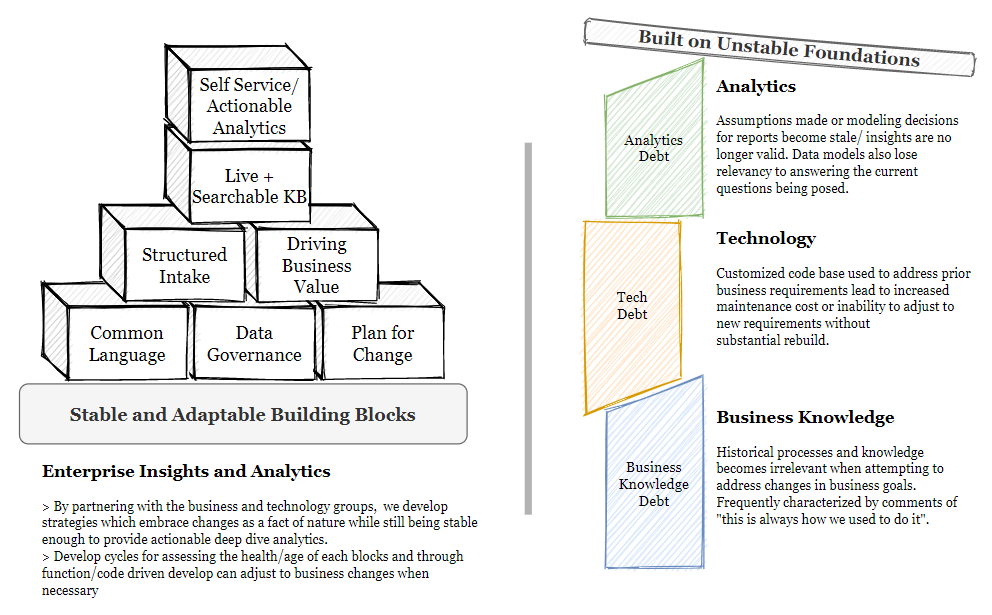 Self Service/
Actionable
Analytics
Live +
Searchable KB
Structured
Intake
Driving
Business
Value
Common
Language
Data
Governance
Plan for
Change
Stable and Adaptable Building Blocks
Enterprise Insights and Analytics
> By partnering with the business and technology groups,  we develop
strategies which embrace changes as a fact of nature while still being stable
enough to provide actionable deep dive analytics.
> Develop cycles for assessing the health/age of each blocks and through
function/code driven develop can adjust to business changes when
necessary
Built on Unstable Foundations
Analytics
Debt
Analytics
Assumptions made or modeling decisions
for reports become stale/ insights are no
longer valid. Data models also lose
relevancy to answering the current
questions being posed.
Tech
Debt
Technology
Customized code base used to address prior
business requirements lead to increased
maintenance cost or inability to adjust to
new requirements without
substantial rebuild.
Business
Knowledge
Debt
Business Knowledge
Historical processes and knowledge
becomes irrelevant when attempting to
address changes in business goals.
Frequently characterized by comments of
"this is always how we used to do it".